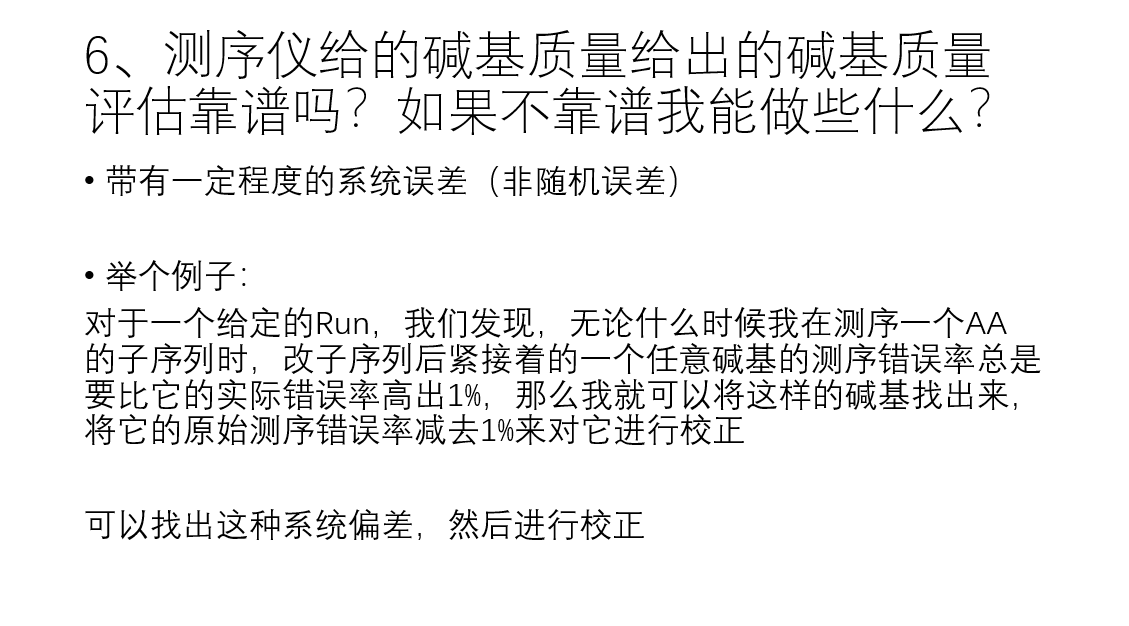 6、测序仪给的碱基质量给出的碱基质量
评估靠谱吗？如果不靠谱我能做些什么？
• 带有一定程度的系统误差（非随机误差）
• 举个例子：
对于一个给定的Run，我们发现，无论什么时候我在测序一个AA
的子序列时，改子序列后紧接着的一个任意碱基的测序错误率总是
要比它的实际错误率高出1%，那么我就可以将这样的碱基找出来，
将它的原始测序错误率减去1%来对它进行校正
可以找出这种系统偏差，然后进行校正